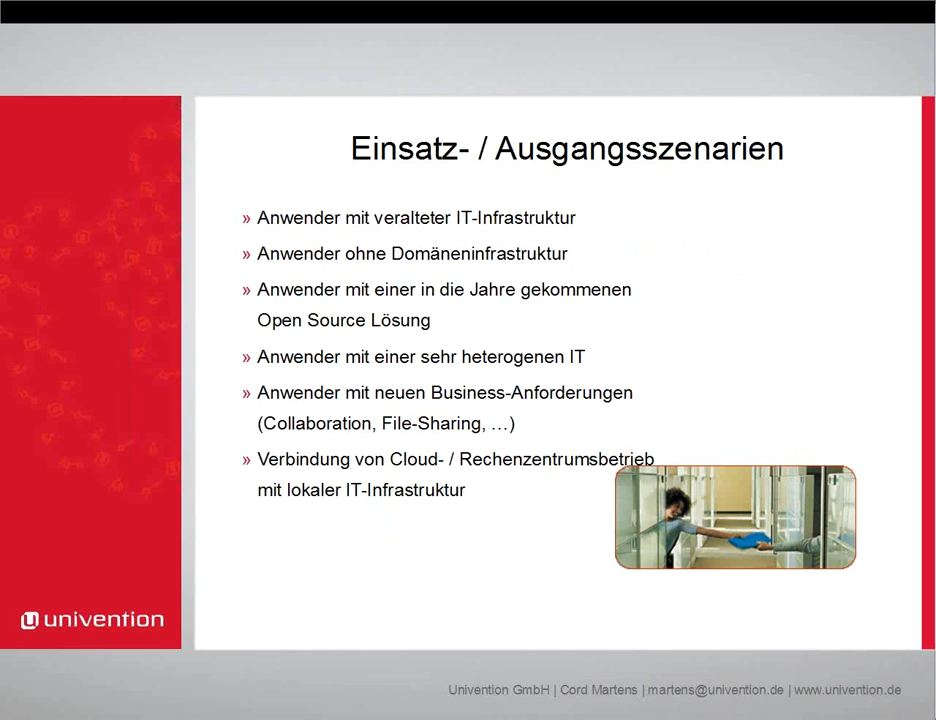 Einsatz- / Ausgangsszenarien
» Anwender mit veralteter IT-Infrastruktur
» Anwender ohne Domäneninfrastruktur
» Anwender mit einer in die Jahre gekommenen
Open Source Lösung
» Anwender mit einer sehr heterogenen IT
» Anwender mit neuen Business-Anforderungen
(Collaboration, File-Sharing, …)
» Verbindung von Cloud- / Rechenzentrumsbetrieb
mit lokaler IT-Infrastruktur
univention
Univention GmbH | Cord Martens | martens@univention.de | www.univention.de